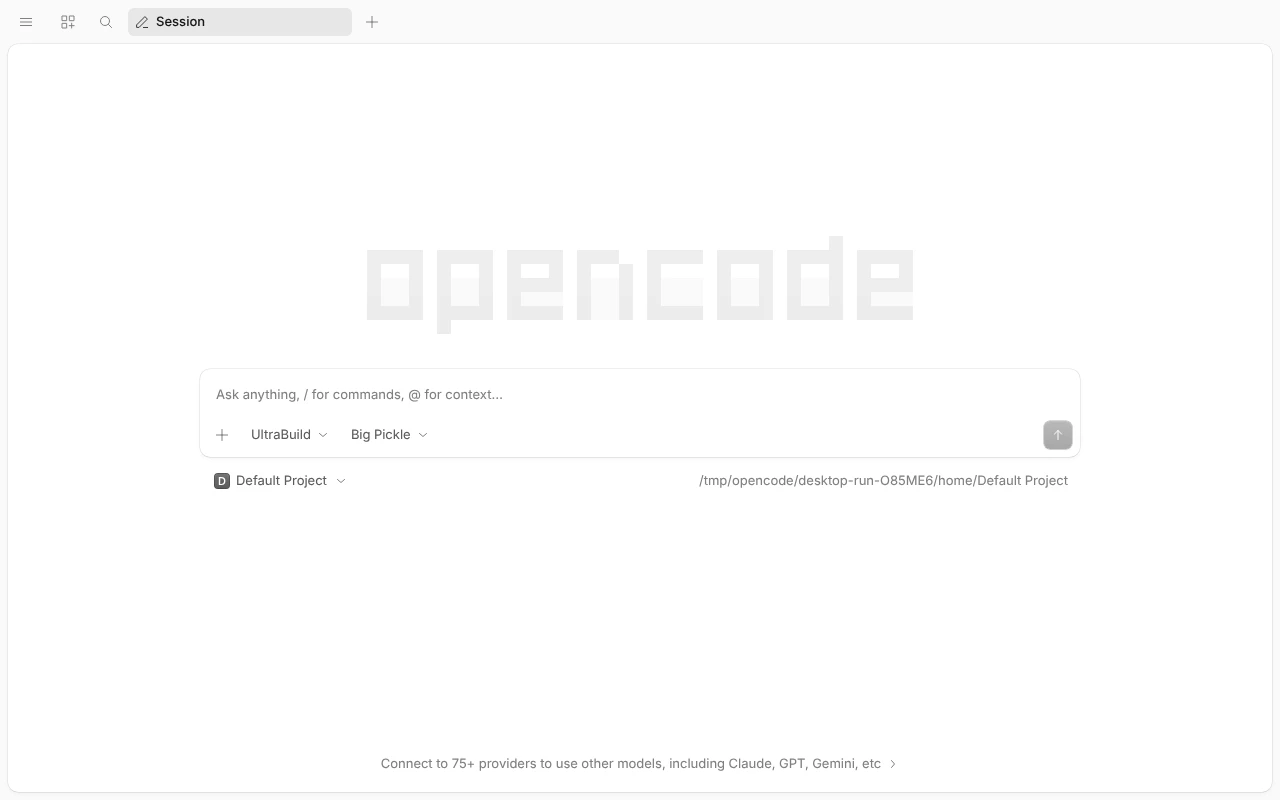 Session
opencode
Ask anything, / for commands, @ for context...
UltraBuild
Big Pickle
D Default Project
/tmp/opencode/desktop-run-O85ME6/home/Default Project
Connect to 75+ providers to use other models, including Claude, GPT, Gemini, etc